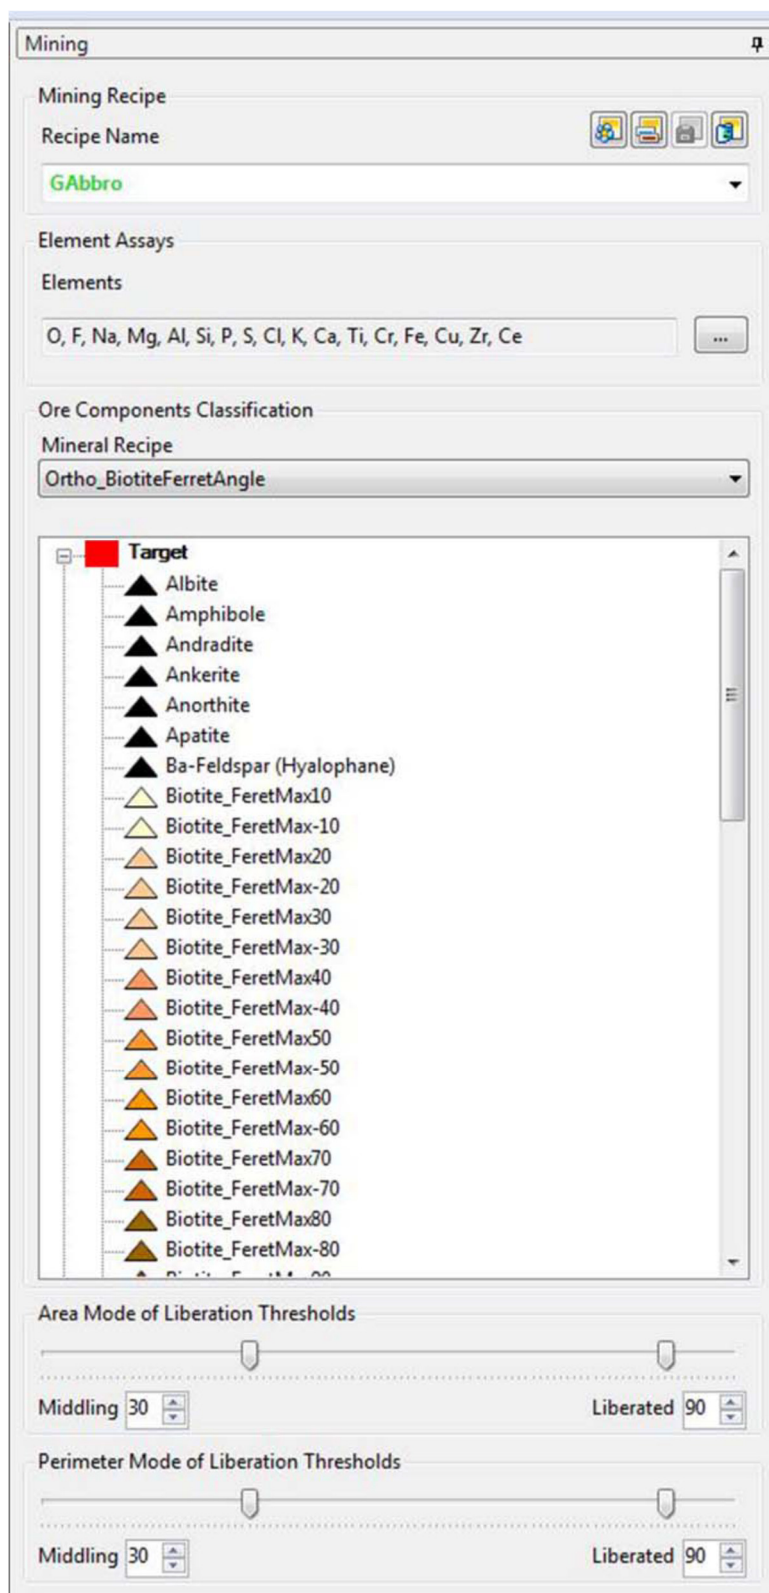 Mining
Mining Recipe
Recipe Name
GAbbro
Element Assays
Elements
O, F, Na, Mg, Al, Si, P, S, Cl, K, Ca, Ti, Cr, Fe, Cu, Zr, Ce
...
Ore Components Classification
Mineral Recipe
Ortho_BiotiteFerretAngle
Target
Albite
Amphibole
Andradite
Ankerite
Anorthite
Apatite
Ba-Feldspar (Hyalophane)
Biotite_FeretMax10
Biotite_FeretMax-10
Biotite_FeretMax20
Biotite_FeretMax-20
Biotite_FeretMax30
Biotite_FeretMax-30
Biotite_FeretMax40
Biotite_FeretMax-40
Biotite_FeretMax50
Biotite_FeretMax-50
Biotite_FeretMax60
Biotite_FeretMax-60
Biotite_FeretMax70
Biotite_FeretMax-70
Biotite_FeretMax80
Biotite_FeretMax-80
Area Mode of Liberation Thresholds
Middling 30 Liberated 90
Perimeter Mode of Liberation Thresholds
Middling 30 Liberated 90